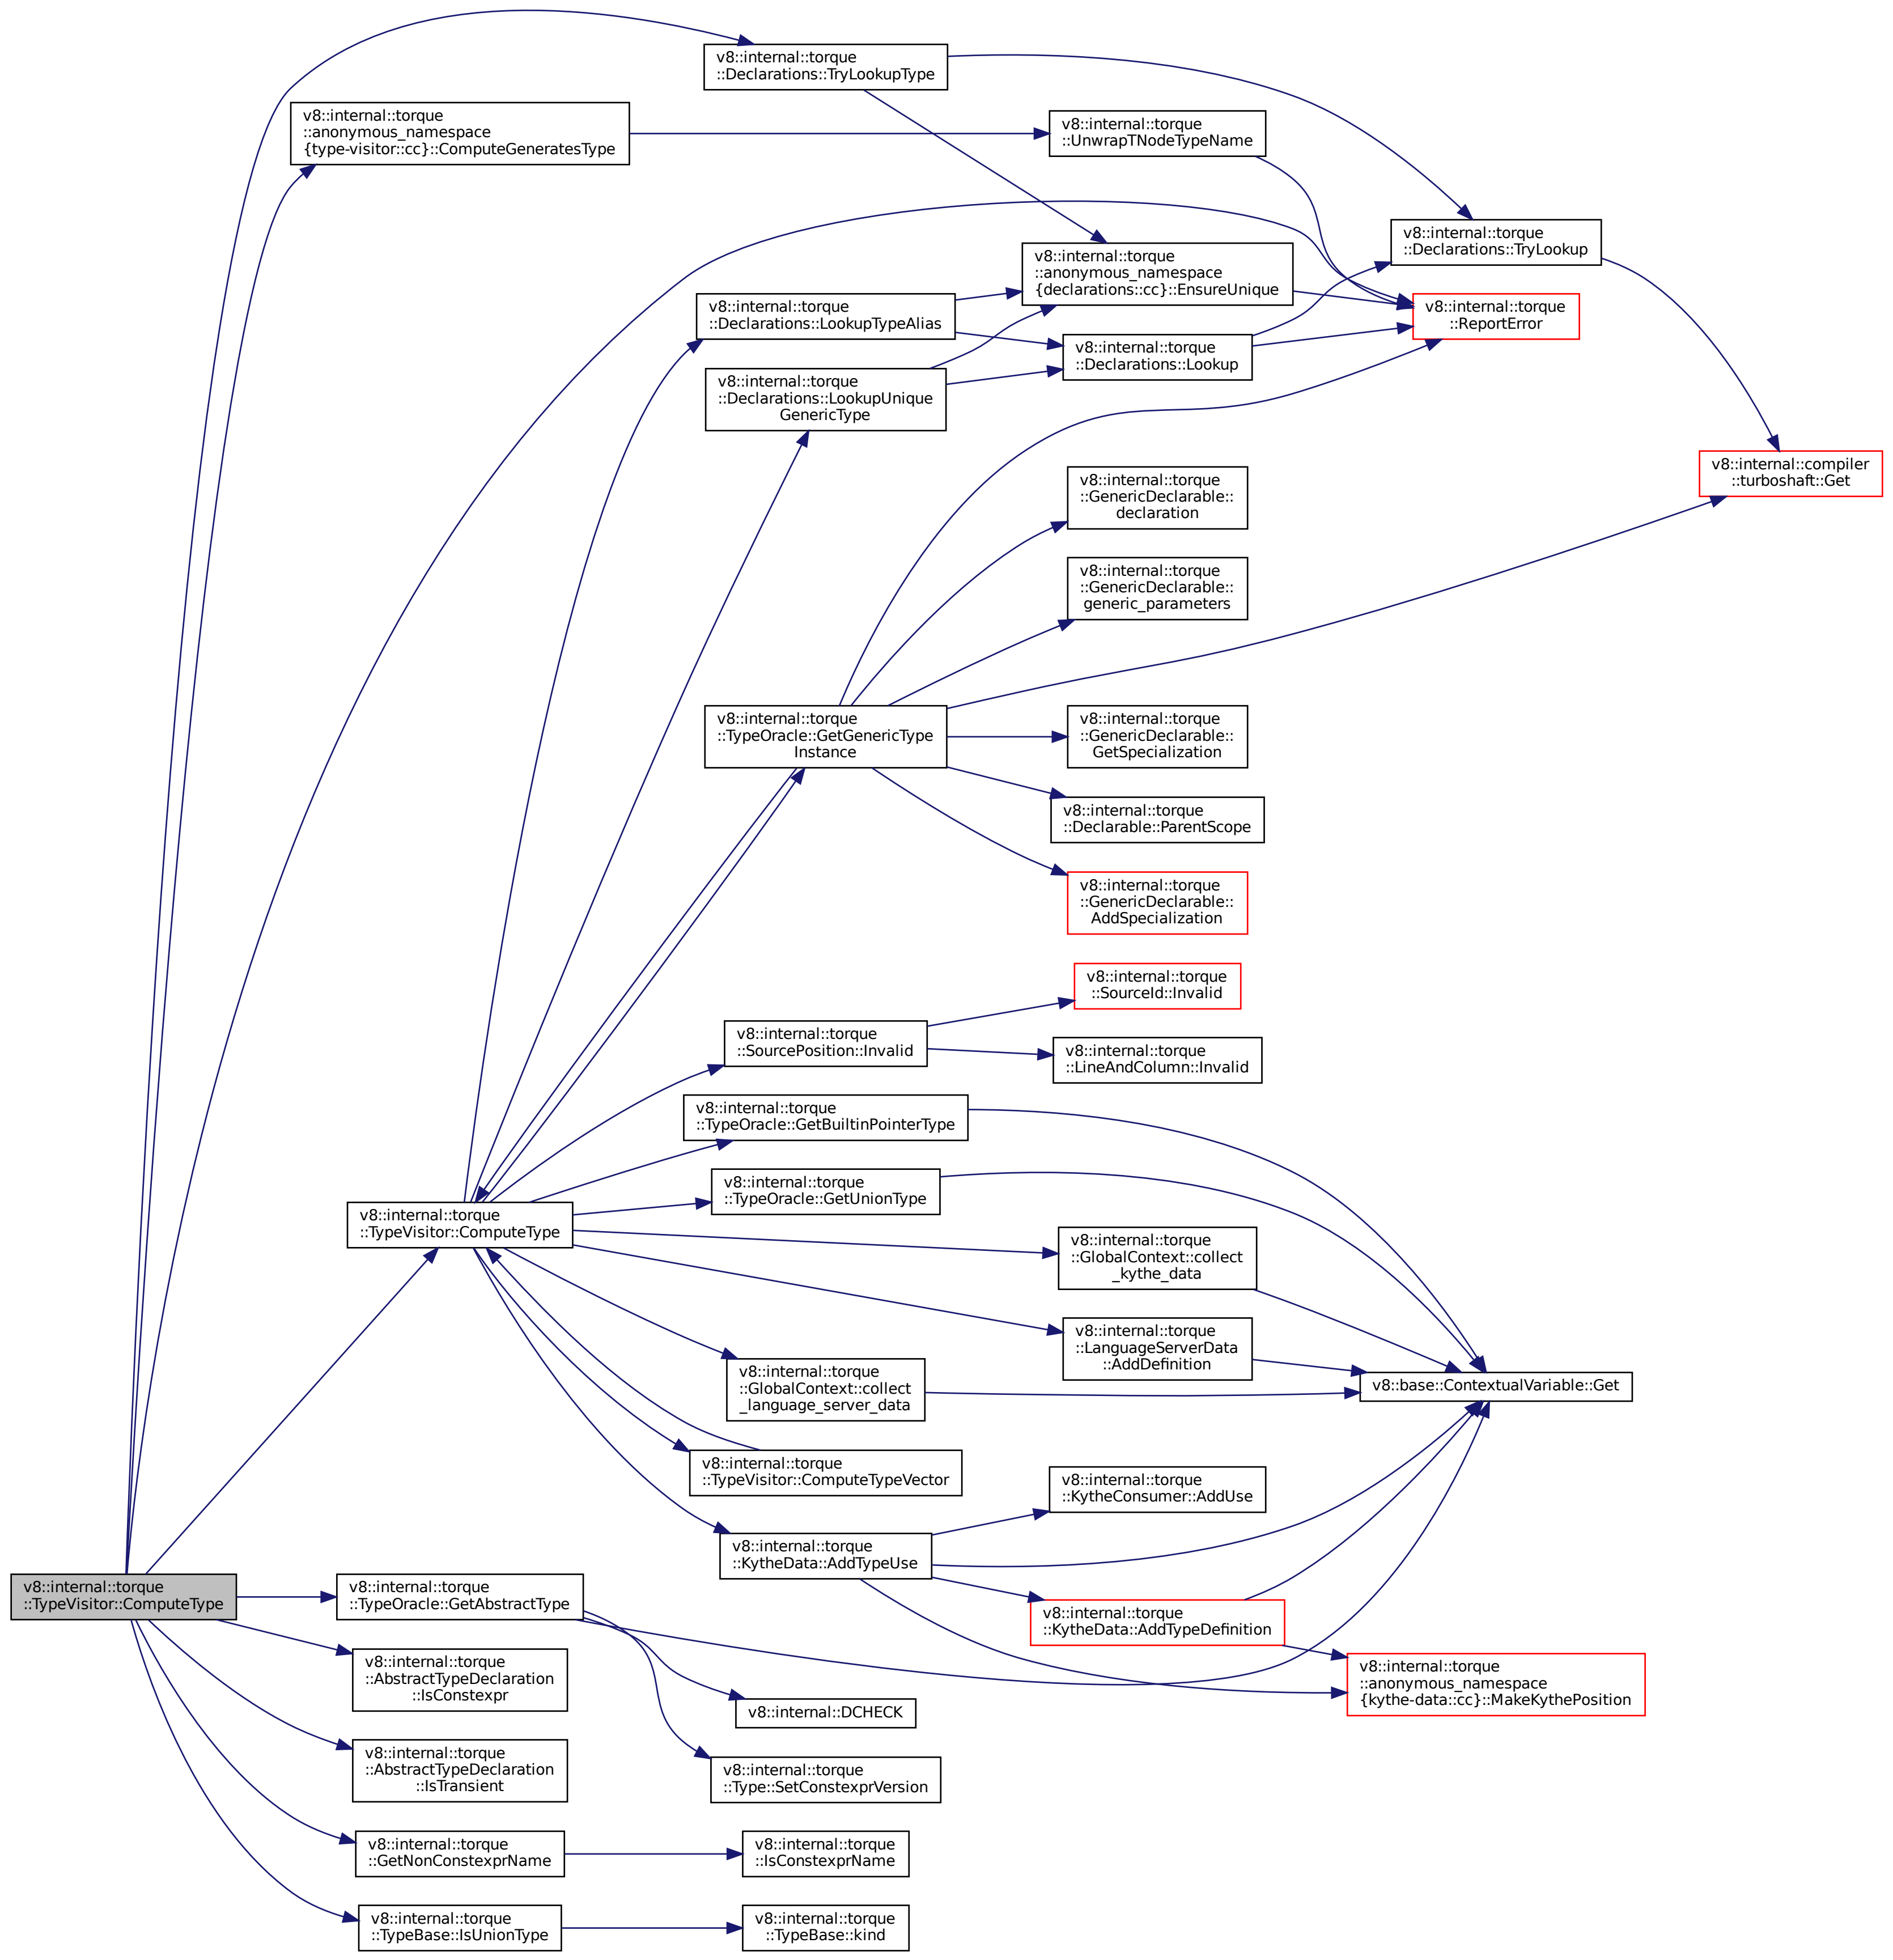 v8::internal::torque
::Declarations::TryLookupType
v8::internal::torque
::anonymous_namespace
{type-visitor::cc}::ComputeGeneratesType
v8::internal::torque
::UnwrapTNodeTypeName
v8::internal::torque
::Declarations::TryLookup
v8::internal::torque
::anonymous_namespace
{declarations::cc}::EnsureUnique
v8::internal::torque
::Declarations::LookupTypeAlias
v8::internal::torque
::ReportError
v8::internal::torque
::Declarations::Lookup
v8::internal::torque
::Declarations::LookupUnique
GenericType
v8::internal::compiler
::turboshaft::Get
v8::internal::torque
::GenericDeclarable::
declaration
v8::internal::torque
::GenericDeclarable::
generic_parameters
v8::internal::torque
::TypeOracle::GetGenericType
Instance
v8::internal::torque
::GenericDeclarable::
GetSpecialization
v8::internal::torque
::Declarable::ParentScope
v8::internal::torque
::GenericDeclarable::
AddSpecialization
v8::internal::torque
::SourceId::Invalid
v8::internal::torque
::SourcePosition::Invalid
v8::internal::torque
::LineAndColumn::Invalid
v8::internal::torque
::TypeOracle::GetBuiltinPointerType
v8::internal::torque
::TypeOracle::GetUnionType
v8::internal::torque
::TypeVisitor::ComputeType
v8::internal::torque
::GlobalContext::collect
_kythe_data
v8::internal::torque
::LanguageServerData
::AddDefinition
v8::internal::torque
::GlobalContext::collect
_language_server_data
v8::base::ContextualVariable::Get
v8::internal::torque
::TypeVisitor::ComputeTypeVector
v8::internal::torque
::KytheConsumer::AddUse
v8::internal::torque
::KytheData::AddTypeUse
v8::internal::torque
::TypeVisitor::ComputeType
v8::internal::torque
::TypeOracle::GetAbstractType
v8::internal::torque
::KytheData::AddTypeDefinition
v8::internal::torque
::AbstractTypeDeclaration
::IsConstexpr
v8::internal::torque
::anonymous_namespace
{kythe-data::cc}::MakeKythePosition
v8::internal::DCHECK
v8::internal::torque
::AbstractTypeDeclaration
::IsTransient
v8::internal::torque
::Type::SetConstexprVersion
v8::internal::torque
::GetNonConstexprName
v8::internal::torque
::IsConstexprName
v8::internal::torque
::TypeBase::IsUnionType
v8::internal::torque
::TypeBase::kind